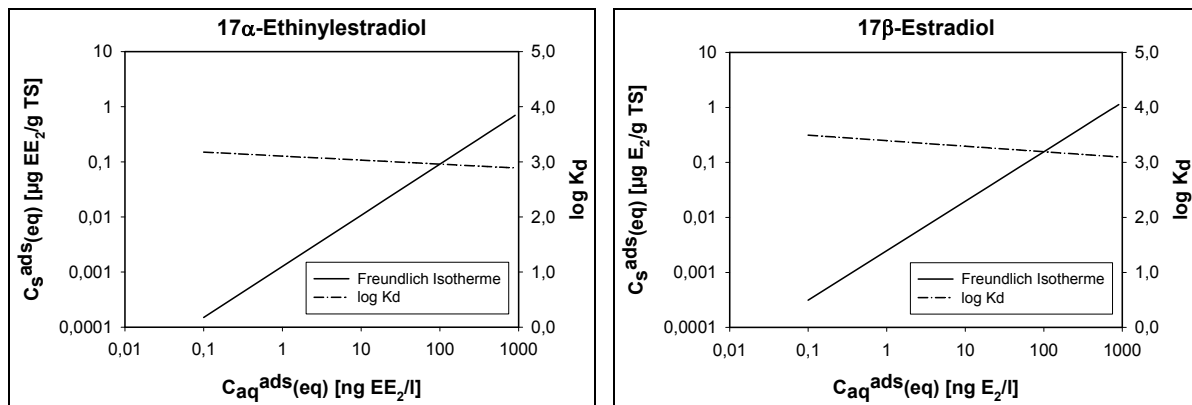 17α-Ethinylestradiol
C_s^ads(eq) [µg EE₂/g TS]
10
1
0,1
0,01
0,001
0,0001
5,0
4,0
3,0
2,0
1,0
0,0
log Kd
Freundlich Isotherme
log Kd
0,01 0,1 1 10 100 1000
C_aq^ads(eq) [ng EE₂/l]
17β-Estradiol
C_s^ads(eq) [µg E₂/g TS]
10
1
0,1
0,01
0,001
0,0001
5,0
4,0
3,0
2,0
1,0
0,0
log Kd
Freundlich Isotherme
log Kd
0,01 0,1 1 10 100 1000
C_aq^ads(eq) [ng E₂/l]